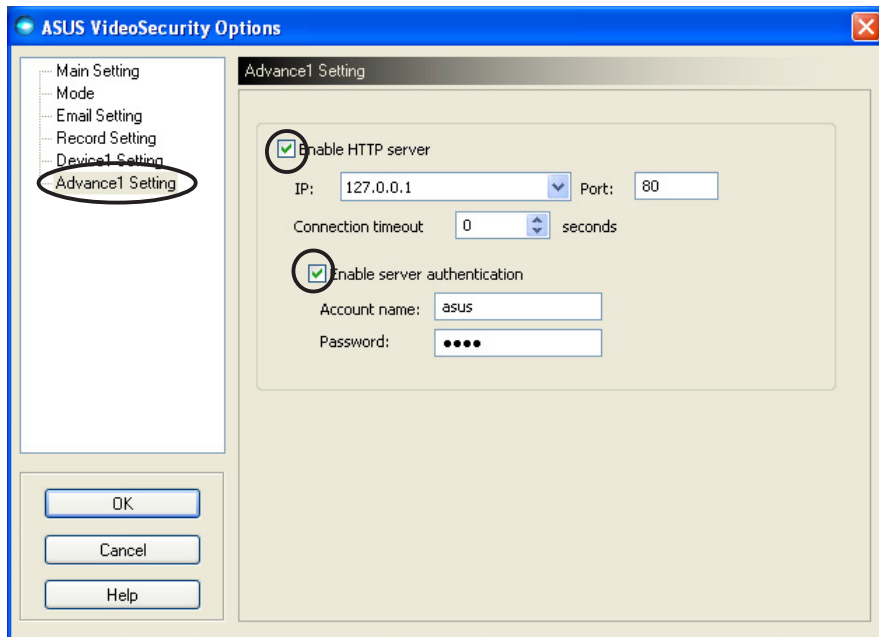 ASUS VideoSecurity Options
Main Setting
Mode
Email Setting
Record Setting
Device1 Setting
Advance1 Setting
OK
Cancel
Help
Advance1 Setting
Enable HTTP server
IP: 127.0.0.1 Port: 80
Connection timeout 0 seconds
Enable server authentication
Account name: asus
Password: ●●●●